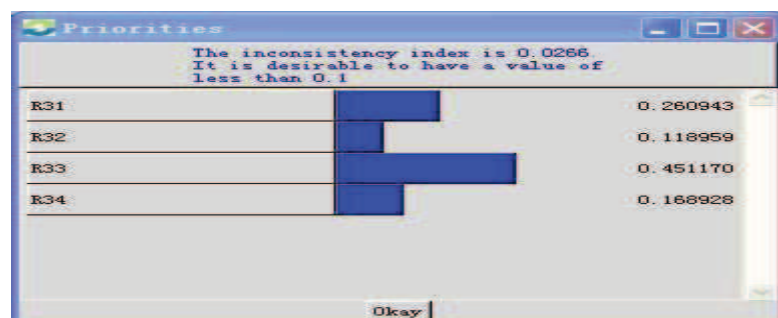 Priorities
The inconsistency index is 0.0266.
It is desirable to have a value of
less than 0.1
R31 0.260943
R32 0.118959
R33 0.451170
R34 0.168928
Okay